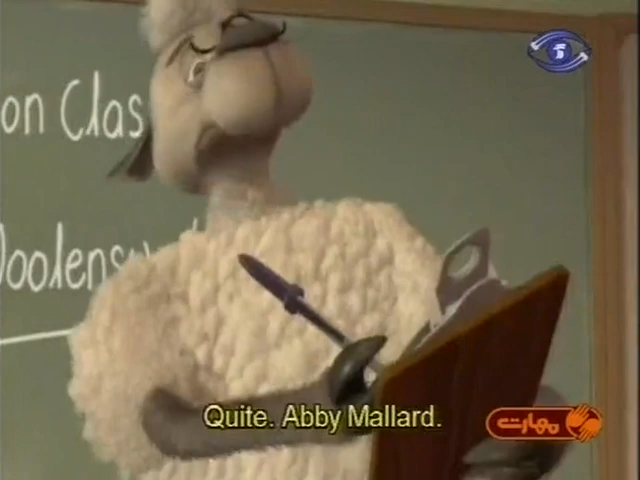 on Clas
Woolens
Quite. Abby Mallard.
مهارت